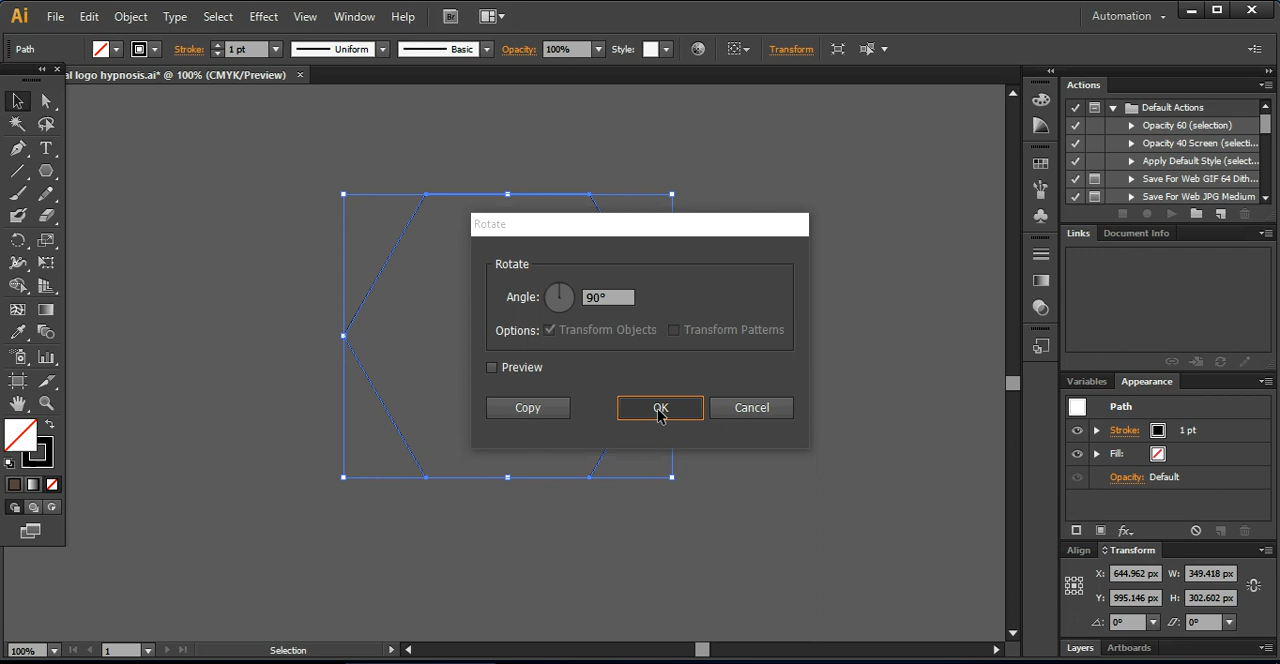 Ai File Edit Object Type Select Effect View Window Help Br Automation
Path Stroke: 1 pt Uniform Basic Opacity: 100% Style: Transform
al logo hypnosis.ai* @ 100% (CMYK/Preview) ×
Actions
Default Actions
Opacity 60 (selection)
Opacity 40 Screen (selecti...
Apply Default Style (select...
Save For Web GIF 64 Dith...
Save For Web JPG Medium
Links Document Info
Rotate
Rotate
Angle: 90°
Options: Transform Objects Transform Patterns
Preview
Copy OK Cancel
Variables Appearance
Path
Stroke: 1 pt
Fill:
Opacity: Default
fx
Align Transform
X: 644.962 px W: 349.418 px
Y: 995.146 px H: 302.602 px
0° 0°
Layers Artboards
100% 1 Selection